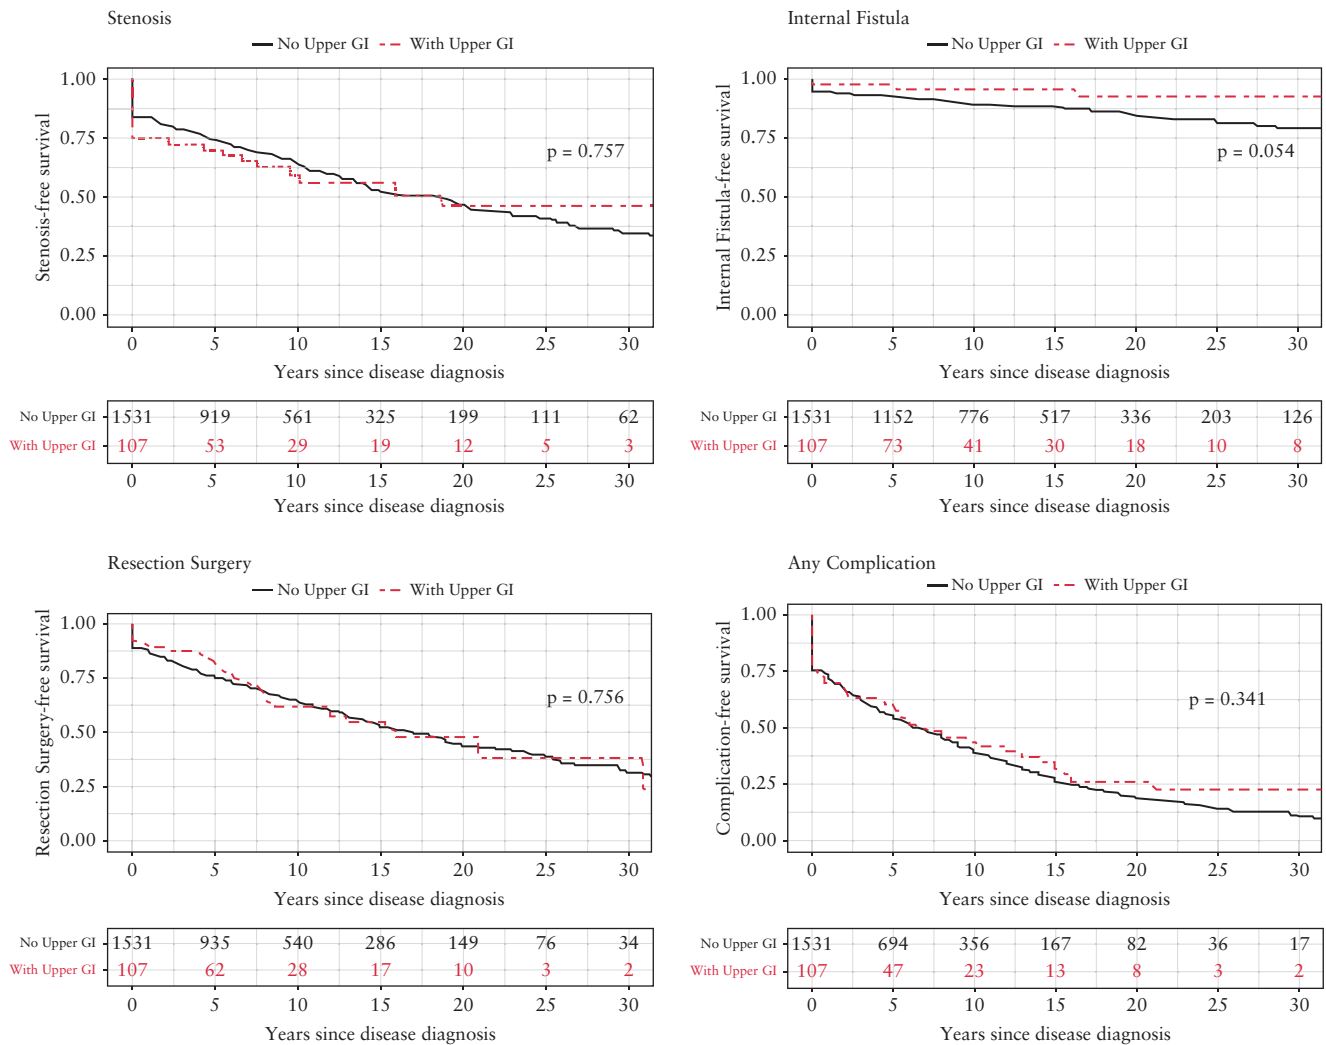 Stenosis
No Upper GI With Upper GI
Stenosis-free survival
1.00
0.75
0.50
0.25
0.00
p = 0.757
0 5 10 15 20 25 30
Years since disease diagnosis
No Upper GI 1531 919 561 325 199 111 62
With Upper GI 107 53 29 19 12 5 3
0 5 10 15 20 25 30
Years since disease diagnosis
Internal Fistula
No Upper GI With Upper GI
Internal Fistula-free survival
1.00
0.75
0.50
0.25
0.00
p = 0.054
0 5 10 15 20 25 30
Years since disease diagnosis
No Upper GI 1531 1152 776 517 336 203 126
With Upper GI 107 73 41 30 18 10 8
0 5 10 15 20 25 30
Years since disease diagnosis
Resection Surgery
No Upper GI With Upper GI
Resection Surgery-free survival
1.00
0.75
0.50
0.25
0.00
p = 0.756
0 5 10 15 20 25 30
Years since disease diagnosis
No Upper GI 1531 935 540 286 149 76 34
With Upper GI 107 62 28 17 10 3 2
0 5 10 15 20 25 30
Years since disease diagnosis
Any Complication
No Upper GI With Upper GI
Complication-free survival
1.00
0.75
0.50
0.25
0.00
p = 0.341
0 5 10 15 20 25 30
Years since disease diagnosis
No Upper GI 1531 694 356 167 82 36 17
With Upper GI 107 47 23 13 8 3 2
0 5 10 15 20 25 30
Years since disease diagnosis